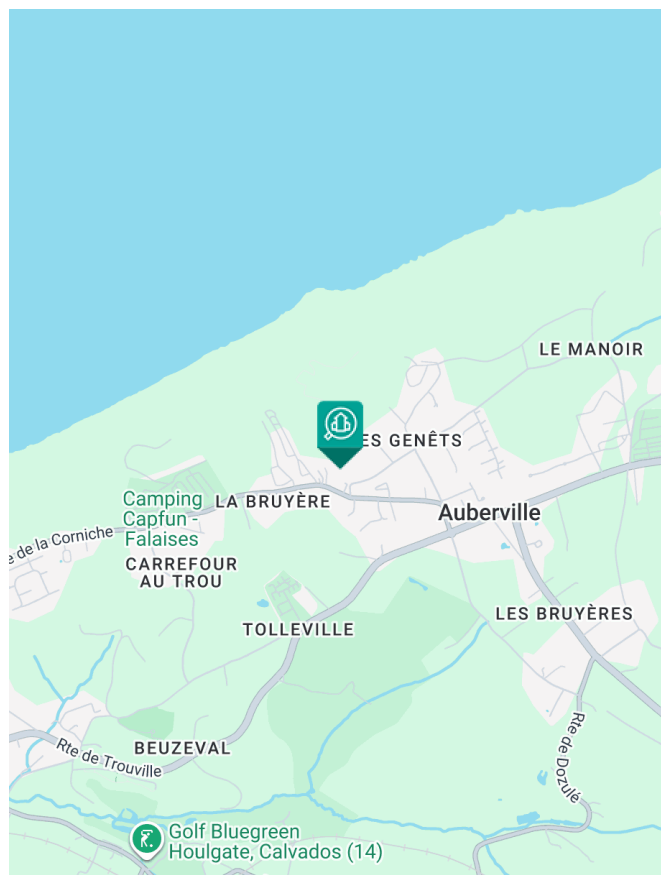 LE MANOIR
ES GENÊTS
Camping
Capfun -
Falaises
LA BRUYÈRE
Auberville
e de la Corniche
CARREFOUR
AU TROU
LES BRUYÈRES
TOLLEVILLE
Rte de Dozulé
BEUZEVAL
Rte de Trouville
Golf Bluegreen
Houlgate, Calvados (14)